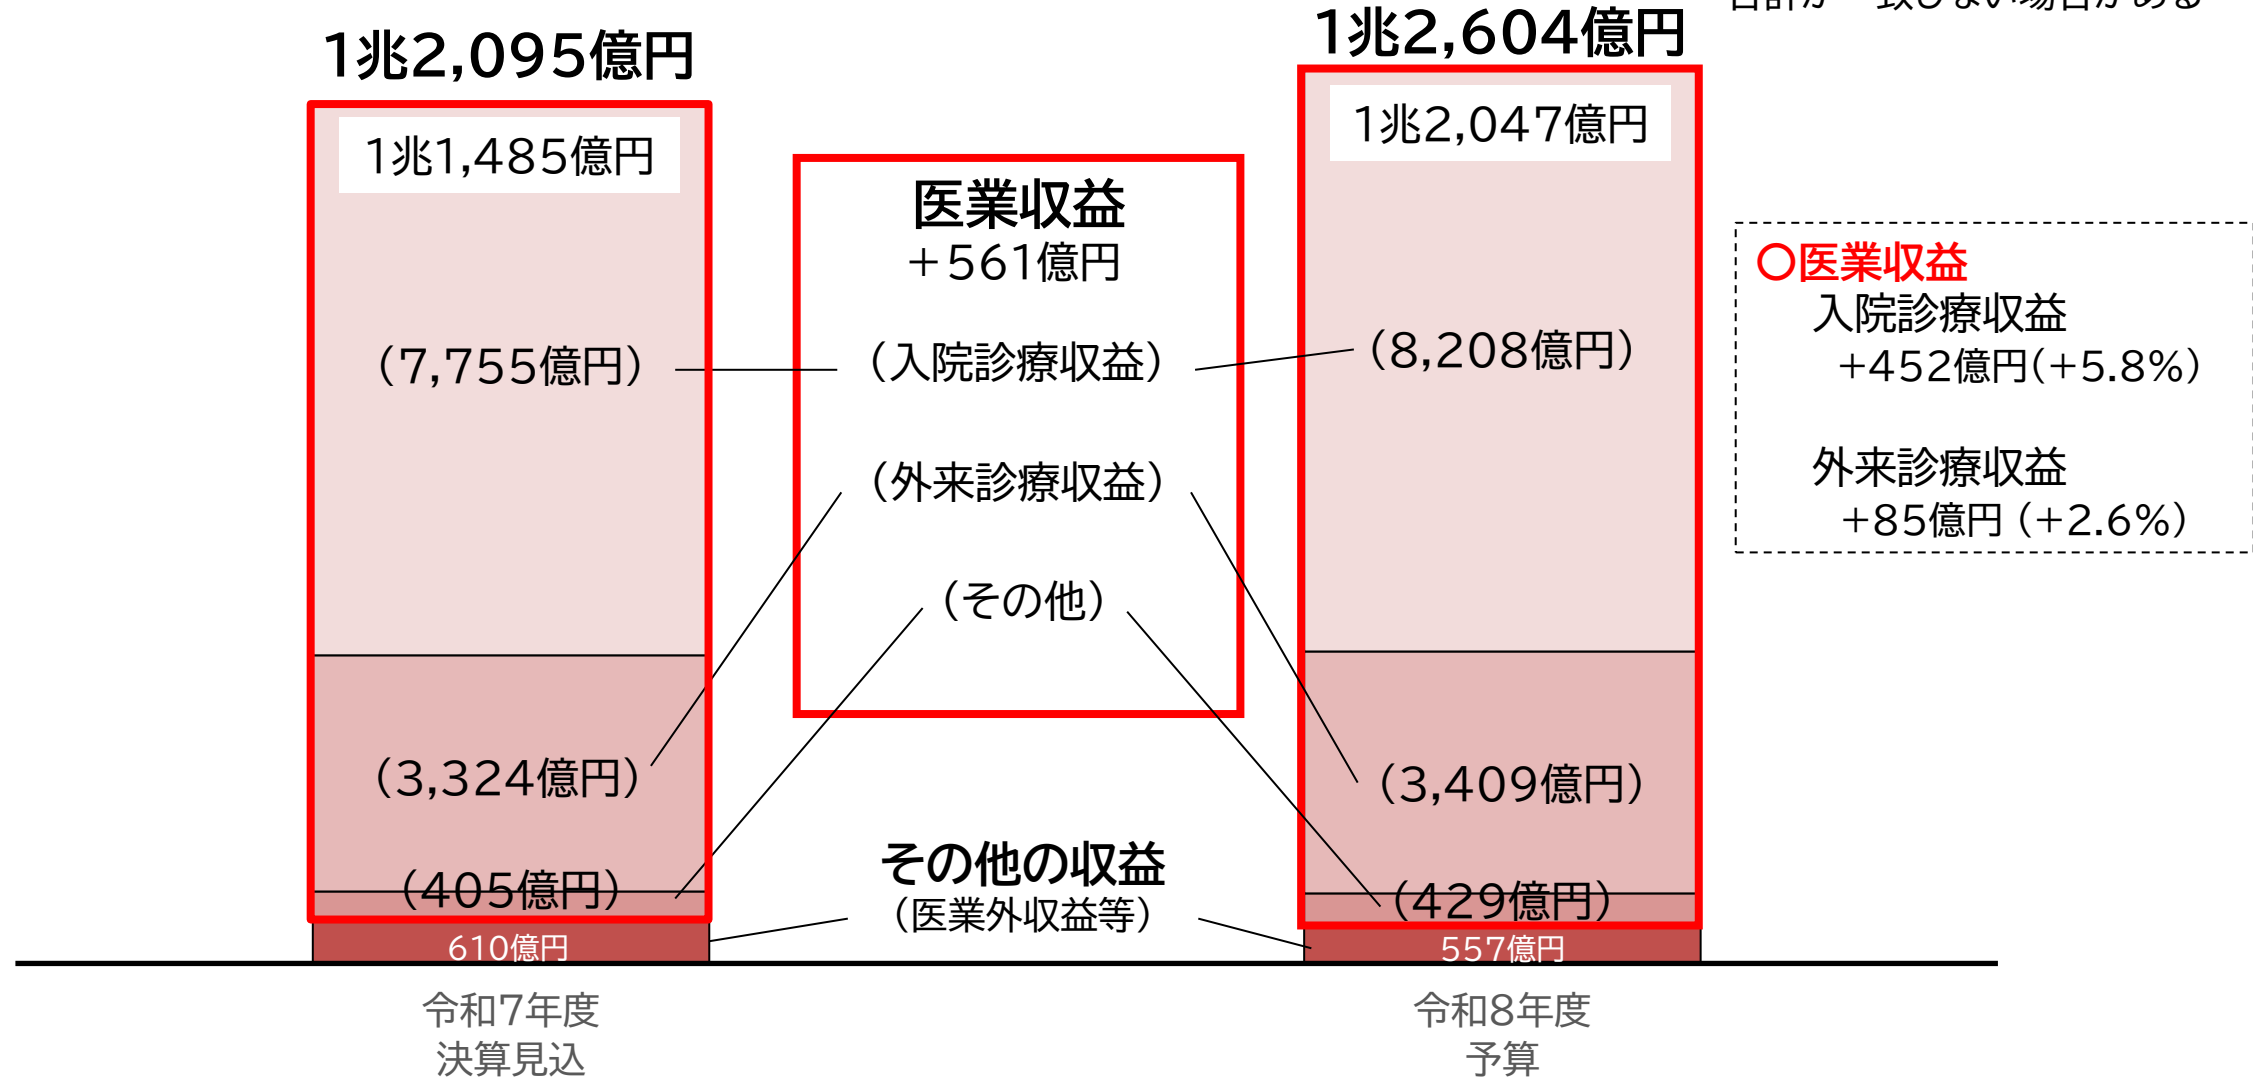 1兆2,095億円
1兆1,485億円
(7,755億円)
(3,324億円)
(405億円)
610億円
令和7年度
決算見込
医業収益
+561億円
(入院診療収益)
(外来診療収益)
(その他)
その他の収益
(医業外収益等)
1兆2,604億円
1兆2,047億円
(8,208億円)
(3,409億円)
(429億円)
557億円
令和8年度
予算
〇医業収益
入院診療収益
+452億円(+5.8%)
外来診療収益
+85億円 (+2.6%)